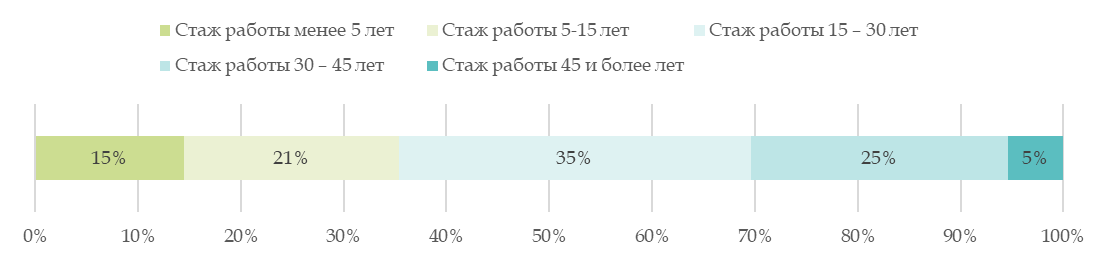 Стаж работы менее 5 лет Стаж работы 5-15 лет Стаж работы 15 – 30 лет
Стаж работы 30 – 45 лет Стаж работы 45 и более лет
15% 21% 35% 25% 5%
0% 10% 20% 30% 40% 50% 60% 70% 80% 90% 100%